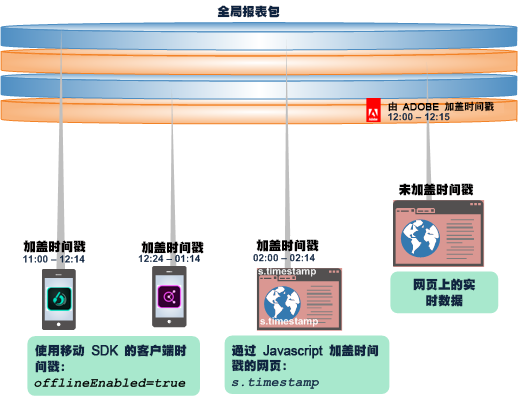 全局报表包
由 ADOBE 加盖时间戳
12:00 – 12:15
未加盖时间戳
加盖时间戳
11:00 – 12:14
加盖时间戳
12:24 – 01:14
加盖时间戳
02:00 – 02:14
s.timestamp
s.timestamp
网页上的实
时数据
使用移动 SDK 的客户端时
间戳：
offlineEnabled=true
通过 Javascript 加盖时间
戳的网页：
s.timestamp